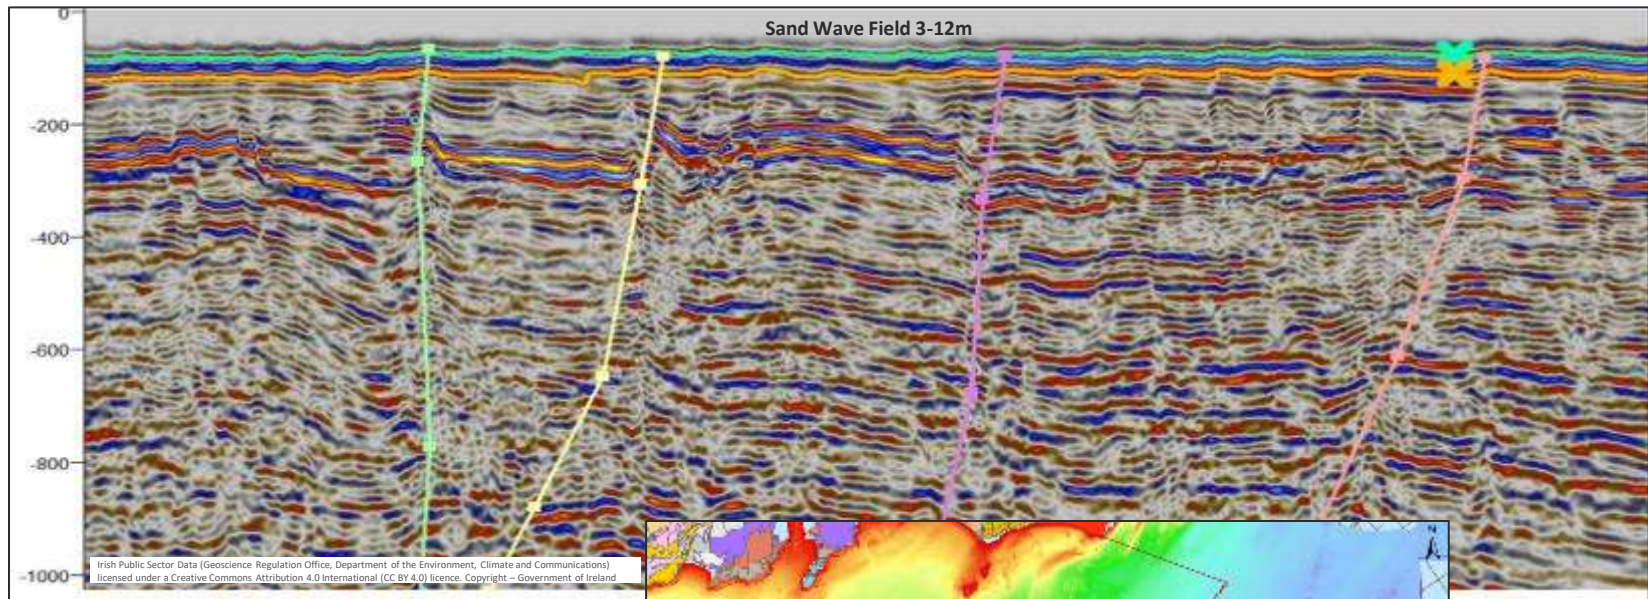 0
Sand Wave Field 3-12m
-200
-400
-600
-800
-1000
Irish Public Sector Data (Geoscience Regulation Office, Department of the Environment, Climate and Communications)
licensed under a Creative Commons Attribution 4.0 International (CC BY 4.0) licence. Copyright – Government of Ireland
N